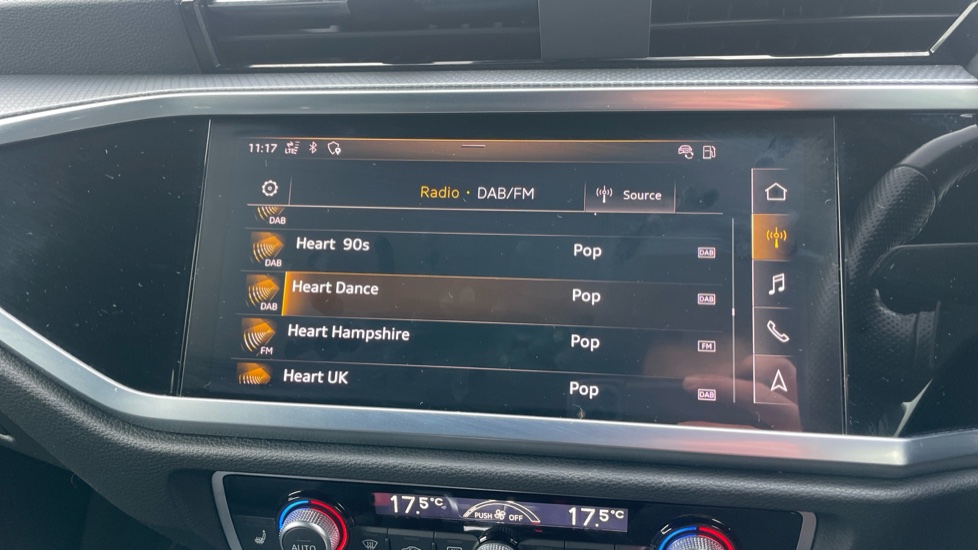 11:17 LTE
Radio · DAB/FM Source
DAB
Heart 90s Pop DAB
DAB
Heart Dance Pop DAB
DAB
Heart Hampshire Pop FM
FM
Heart UK Pop DAB
17.5°C PUSH OFF 17.5°C
AUTO